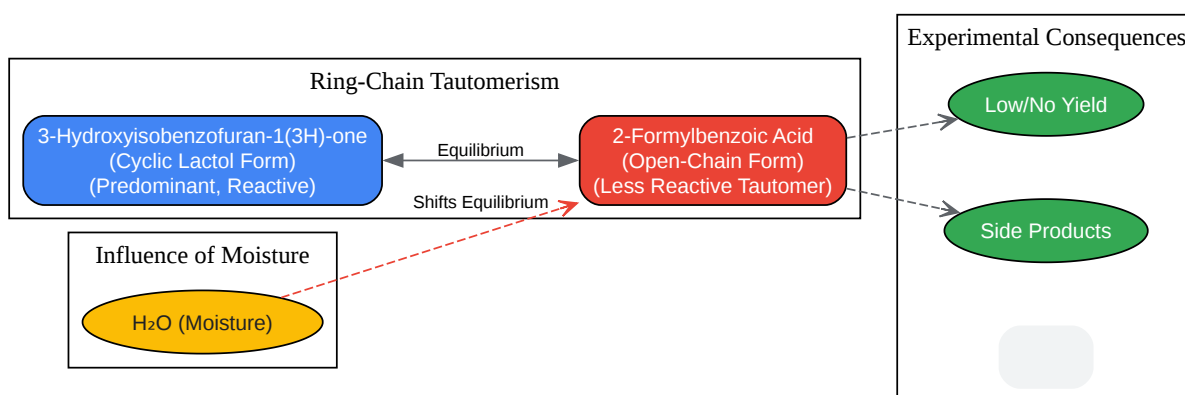 Experimental Consequences
Ring-Chain Tautomerism
3-Hydroxyisobenzofuran-1(3H)-one
(Cyclic Lactol Form)
(Predominant, Reactive)
Equilibrium
2-Formylbenzoic Acid
(Open-Chain Form)
(Less Reactive Tautomer)
Shifts Equilibrium
Low/No Yield
Side Products
Influence of Moisture
H₂O (Moisture)